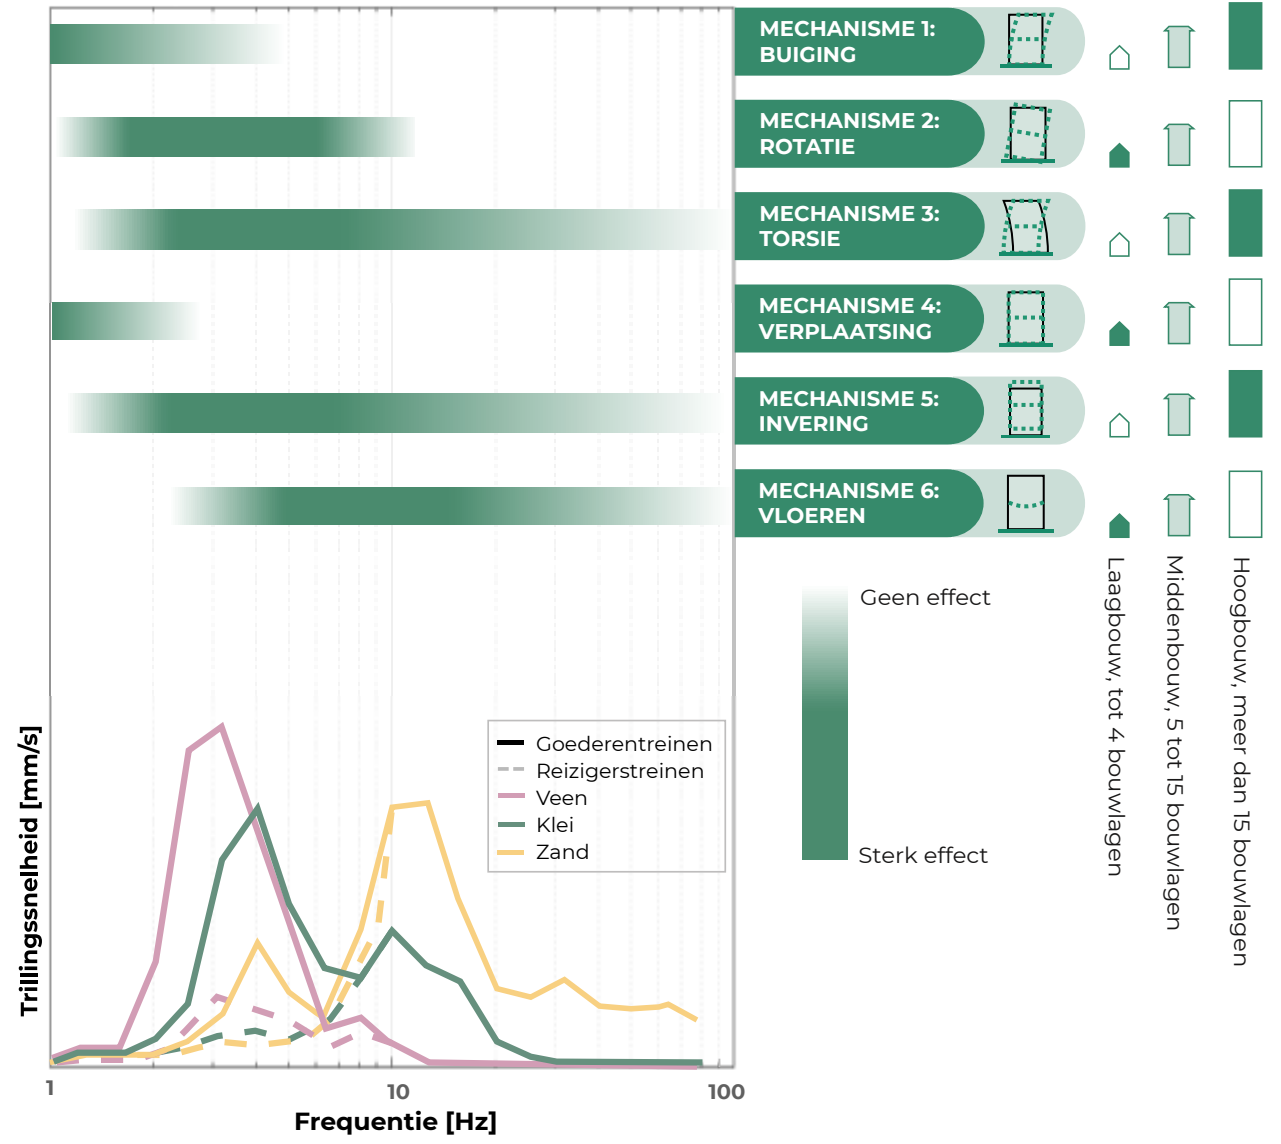 MECHANISME 1:
BUIGING
MECHANISME 2:
ROTATIE
MECHANISME 3:
TORSIE
MECHANISME 4:
VERPLAATSING
MECHANISME 5:
INVERING
MECHANISME 6:
VLOEREN
Geen effect
Sterk effect
Laagbouw, tot 4 bouwlagen
Middenbouw, 5 tot 15 bouwlagen
Hoogbouw, meer dan 15 bouwlagen
Trillingssnelheid [mm/s]
Goederentreinen
Reizigerstreinen
Veen
Klei
Zand
1 10 100
Frequentie [Hz]